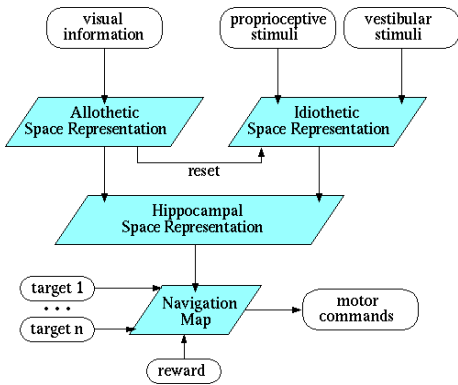 visual
information
proprioceptive
stimuli
vestibular
stimuli
Allothetic
Space Representation
Idiothetic
Space Representation
reset
Hippocampal
Space Representation
target 1
• • •
target n
Navigation
Map
motor
commands
reward